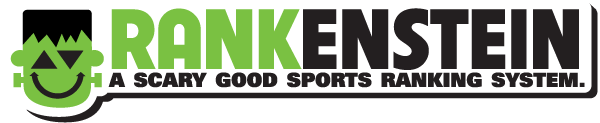 RANKENSTEIN
A SCARY GOOD SPORTS RANKING SYSTEM.